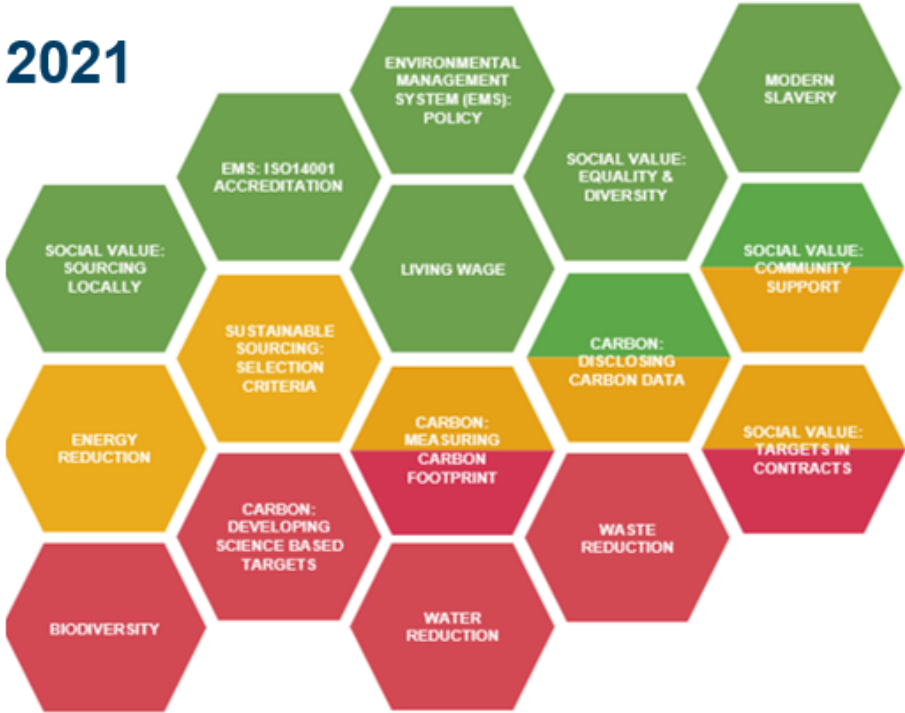 2021
ENVIRONMENTAL
MANAGEMENT
SYSTEM (EMS):
POLICY
MODERN
SLAVERY
EMS: ISO14001
ACCREDITATION
SOCIAL VALUE:
EQUALITY &
DIVERSITY
SOCIAL VALUE:
SOURCING
LOCALLY
LIVING WAGE
SOCIAL VALUE:
COMMUNITY
SUPPORT
SUSTAINABLE
SOURCING:
SELECTION
CRITERIA
CARBON:
DISCLOSING
CARBON DATA
ENERGY
REDUCTION
CARBON:
MEASURING
CARBON
FOOTPRINT
SOCIAL VALUE:
TARGETS IN
CONTRACTS
CARBON:
DEVELOPING
SCIENCE BASED
TARGETS
WASTE
REDUCTION
BIODIVERSITY
WATER
REDUCTION